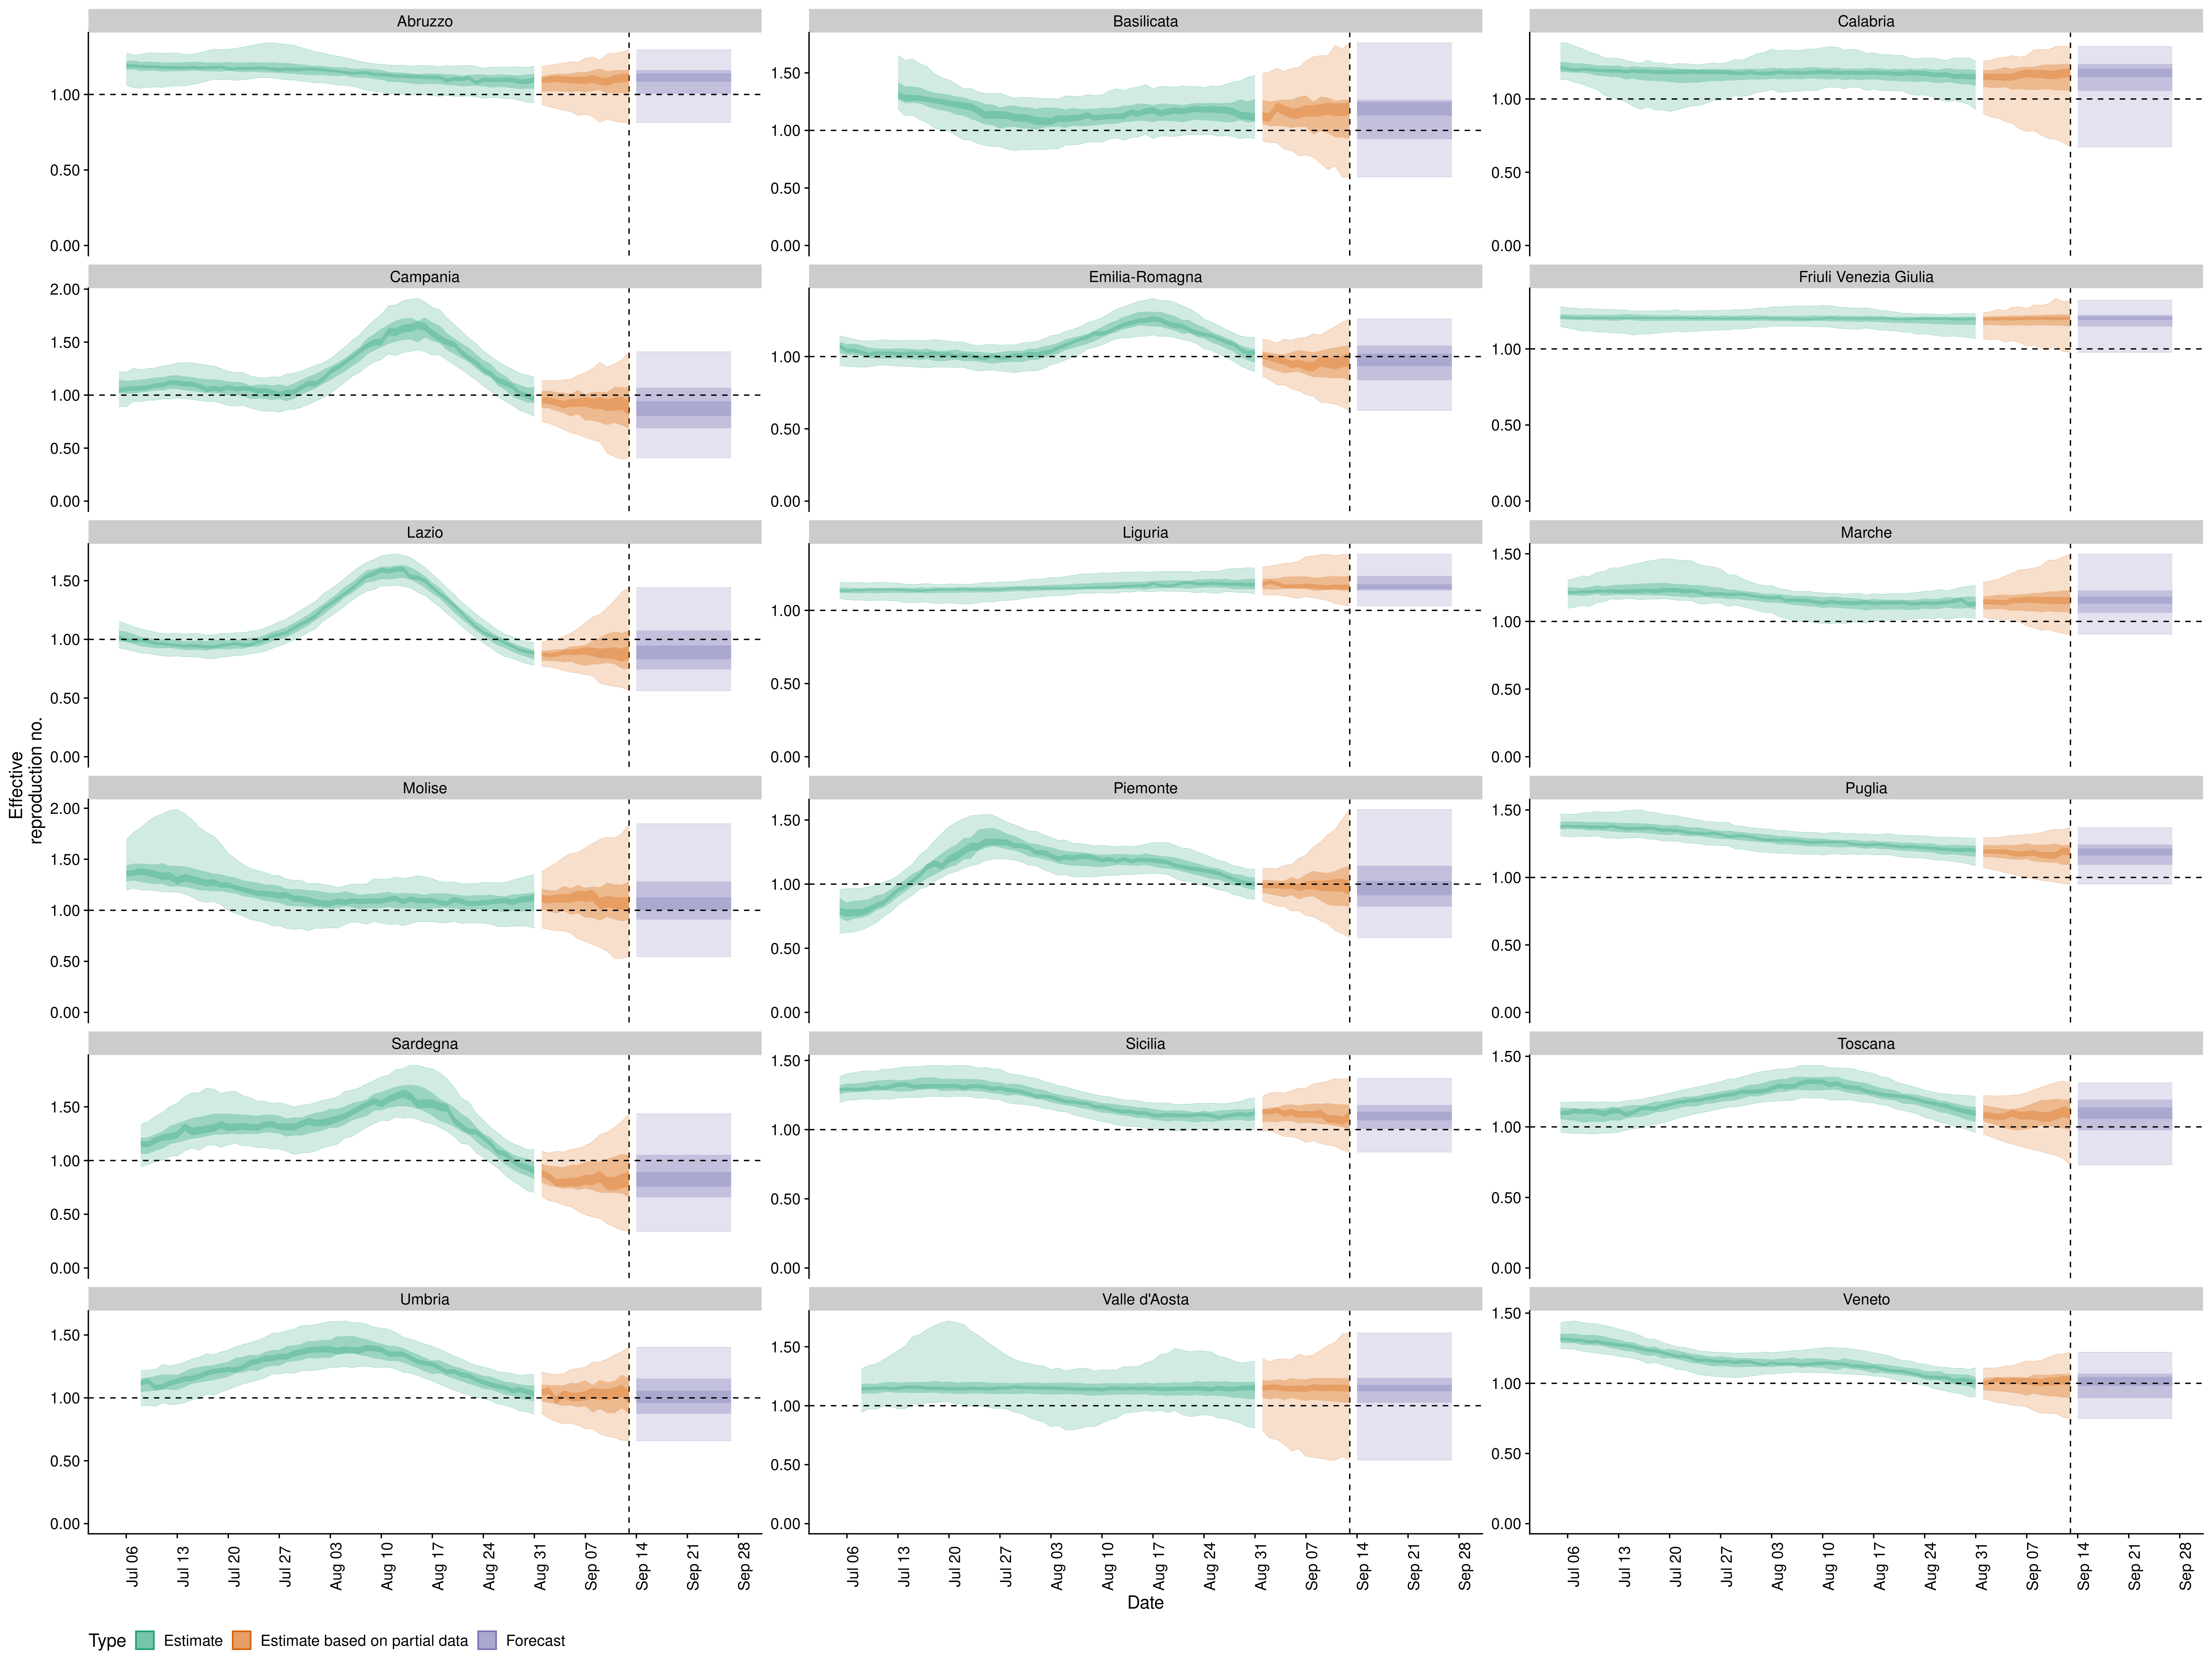 Abruzzo
Basilicata
Calabria
1.00
0.50
0.00
1.50
1.00
0.50
0.00
1.00
0.50
0.00
Campania
Emilia-Romagna
Friuli Venezia Giulia
2.00
1.50
1.00
0.50
0.00
1.00
0.50
0.00
1.00
0.50
0.00
Lazio
Liguria
Marche
1.50
1.00
0.50
0.00
1.00
0.50
0.00
1.50
1.00
0.50
0.00
Effective
reproduction no.
Molise
Piemonte
Puglia
2.00
1.50
1.00
0.50
0.00
1.50
1.00
0.50
0.00
1.50
1.00
0.50
0.00
Sardegna
Sicilia
Toscana
1.50
1.00
0.50
0.00
1.50
1.00
0.50
0.00
1.50
1.00
0.50
0.00
Umbria
Valle d'Aosta
Veneto
1.50
1.00
0.50
0.00
1.50
1.00
0.50
0.00
1.50
1.00
0.50
0.00
Jul 06
Jul 13
Jul 20
Jul 27
Aug 03
Aug 10
Aug 17
Aug 24
Aug 31
Sep 07
Sep 14
Sep 21
Sep 28
Jul 06
Jul 13
Jul 20
Jul 27
Aug 03
Aug 10
Aug 17
Aug 24
Aug 31
Sep 07
Sep 14
Sep 21
Sep 28
Jul 06
Jul 13
Jul 20
Jul 27
Aug 03
Aug 10
Aug 17
Aug 24
Aug 31
Sep 07
Sep 14
Sep 21
Sep 28
Date
Type Estimate Estimate based on partial data Forecast